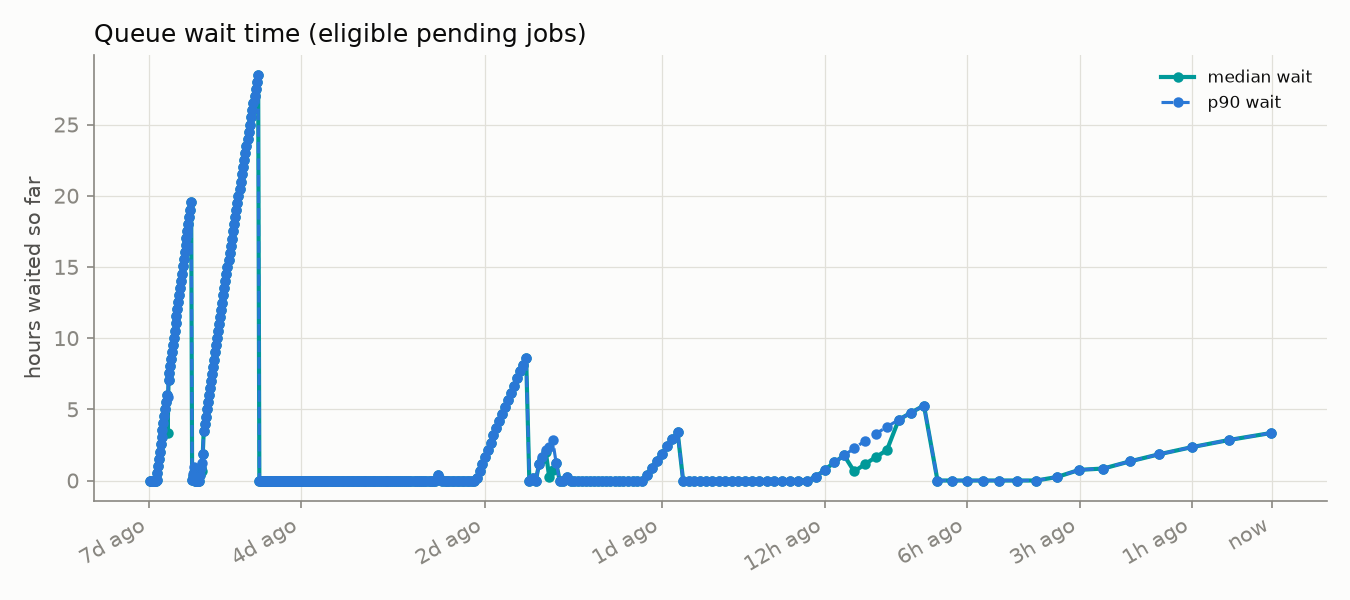 Queue wait time (eligible pending jobs)
median wait
p90 wait
hours waited so far
25
20
15
10
5
0
7d ago
4d ago
2d ago
1d ago
12h ago
6h ago
3h ago
1h ago
now